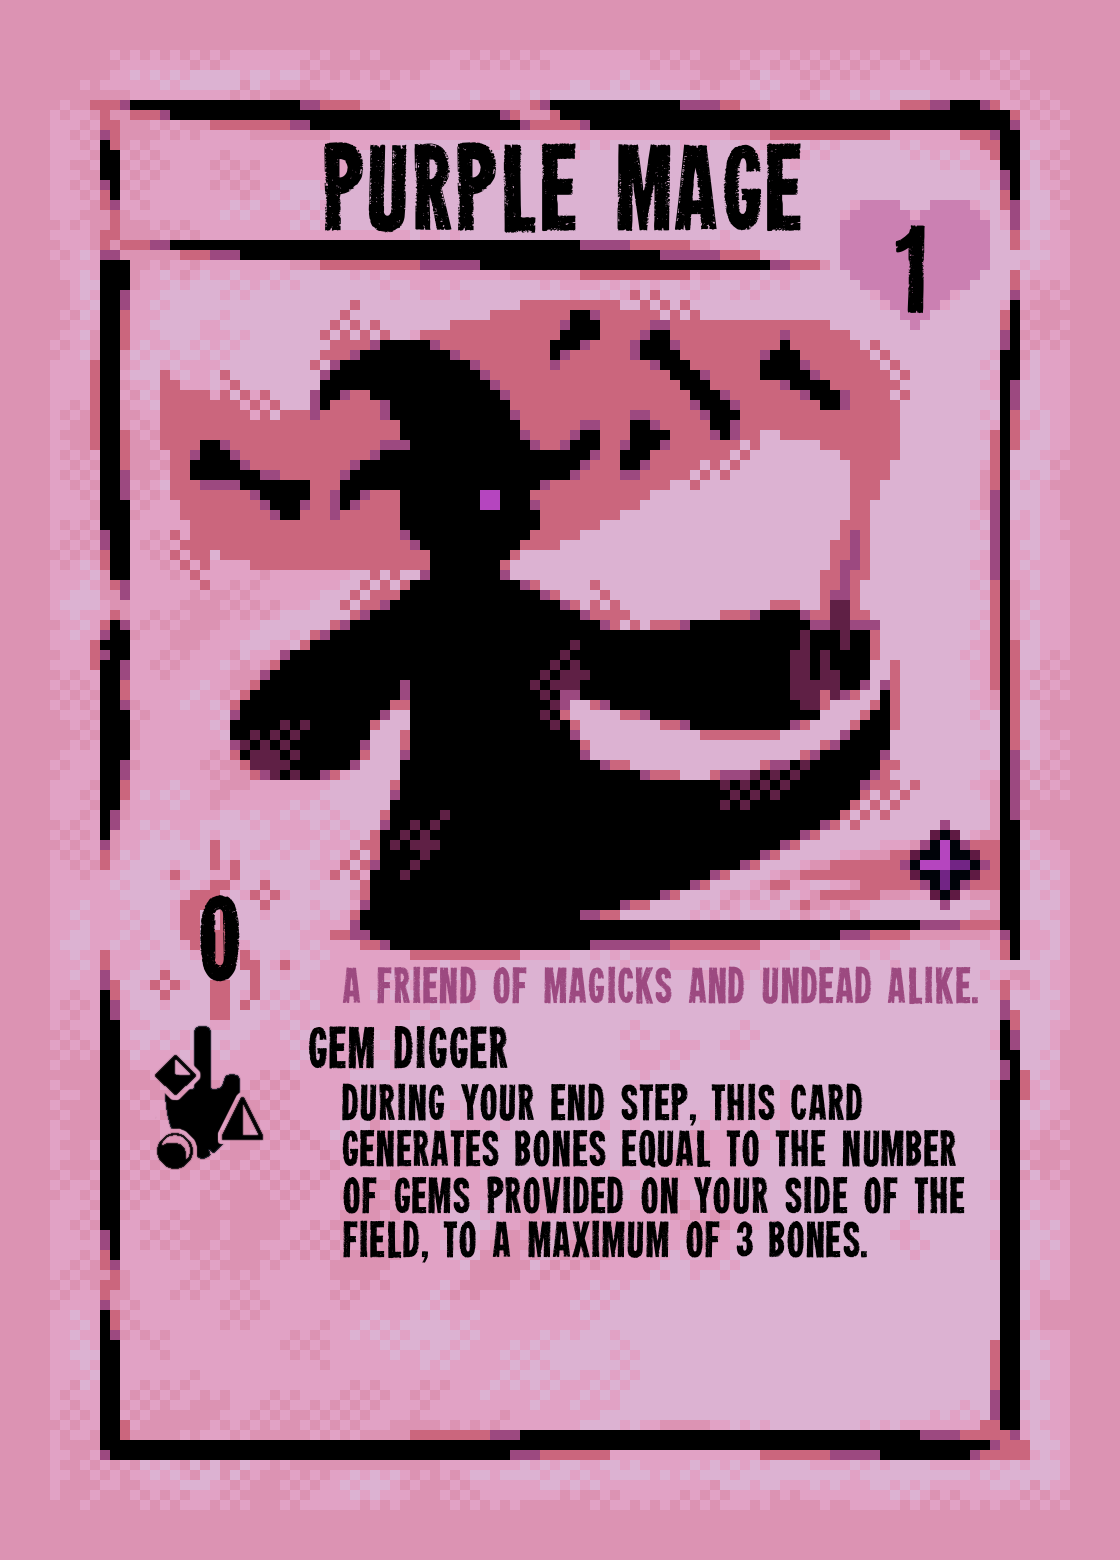 PURPLE MAGE
1
0
A FRIEND OF MAGICKS AND UNDEAD ALIKE.
GEM DIGGER
DURING YOUR END STEP, THIS CARD
GENERATES BONES EQUAL TO THE NUMBER
OF GEMS PROVIDED ON YOUR SIDE OF THE
FIELD, TO A MAXIMUM OF 3 BONES.